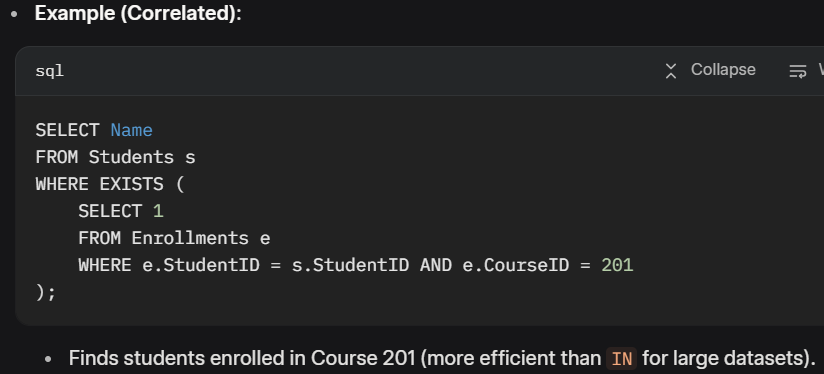 • Example (Correlated):
sql
Collapse
SELECT Name
FROM Students s
WHERE EXISTS (
    SELECT 1
    FROM Enrollments e
    WHERE e.StudentID = s.StudentID AND e.CourseID = 201
);
• Finds students enrolled in Course 201 (more efficient than IN for large datasets).